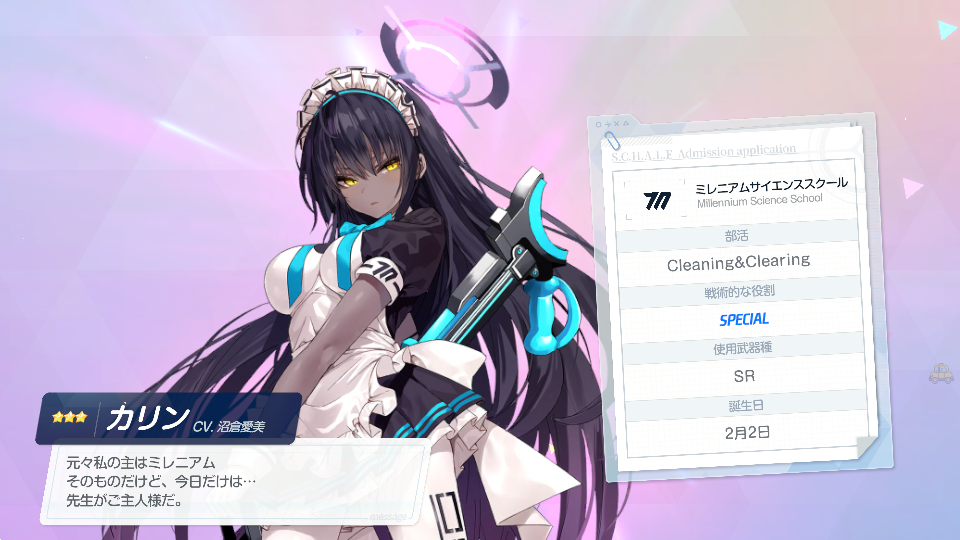 S.C.H.A.L.E Admission application
ミレニアムサイエンススクール
Millennium Science School
部活
Cleaning&Clearing
戦術的な役割
SPECIAL
使用武器種
SR
誕生日
2月2日
カリン CV. 沼倉愛美
元々私の主はミレニアム
そのものだけど、今日だけは…
先生がご主人様だ。
message